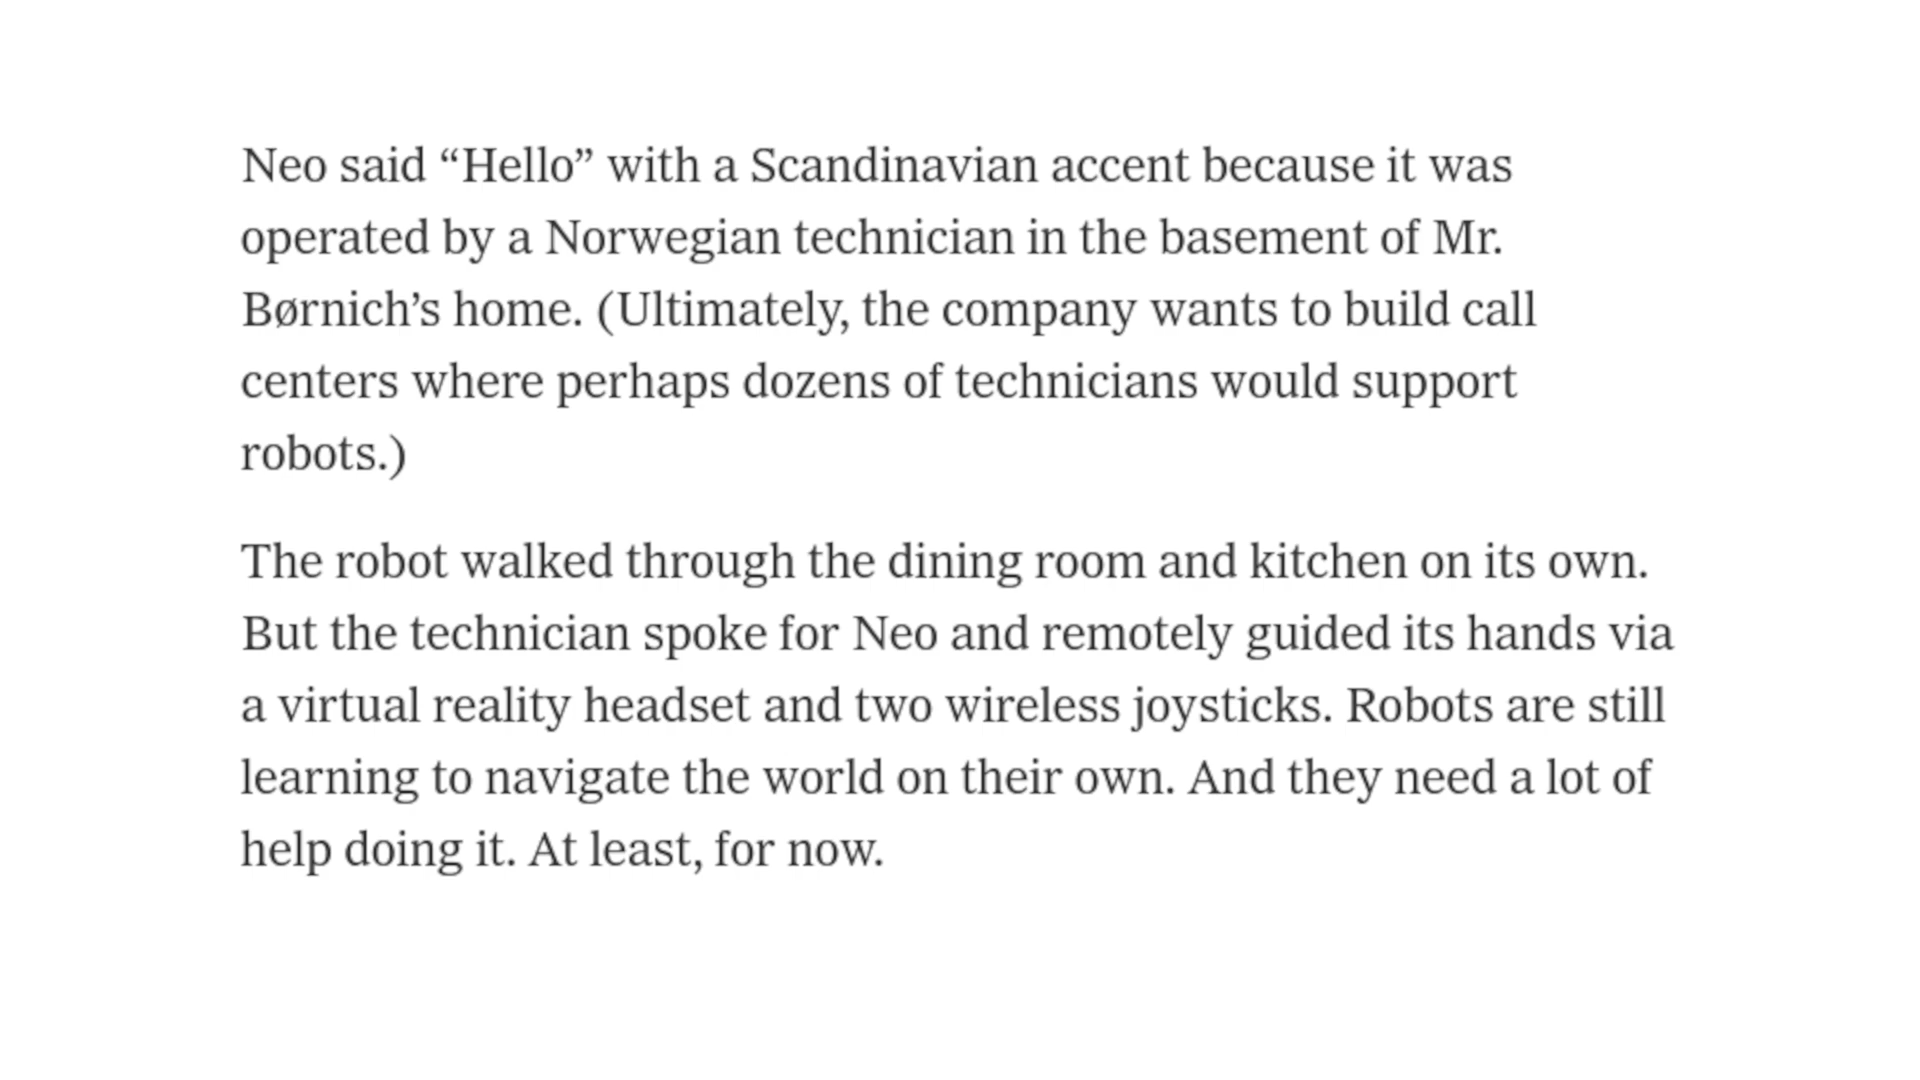 Neo said “Hello” with a Scandinavian accent because it was
operated by a Norwegian technician in the basement of Mr.
Børnich’s home. (Ultimately, the company wants to build call
centers where perhaps dozens of technicians would support
robots.)
The robot walked through the dining room and kitchen on its own.
But the technician spoke for Neo and remotely guided its hands via
a virtual reality headset and two wireless joysticks. Robots are still
learning to navigate the world on their own. And they need a lot of
help doing it. At least, for now.